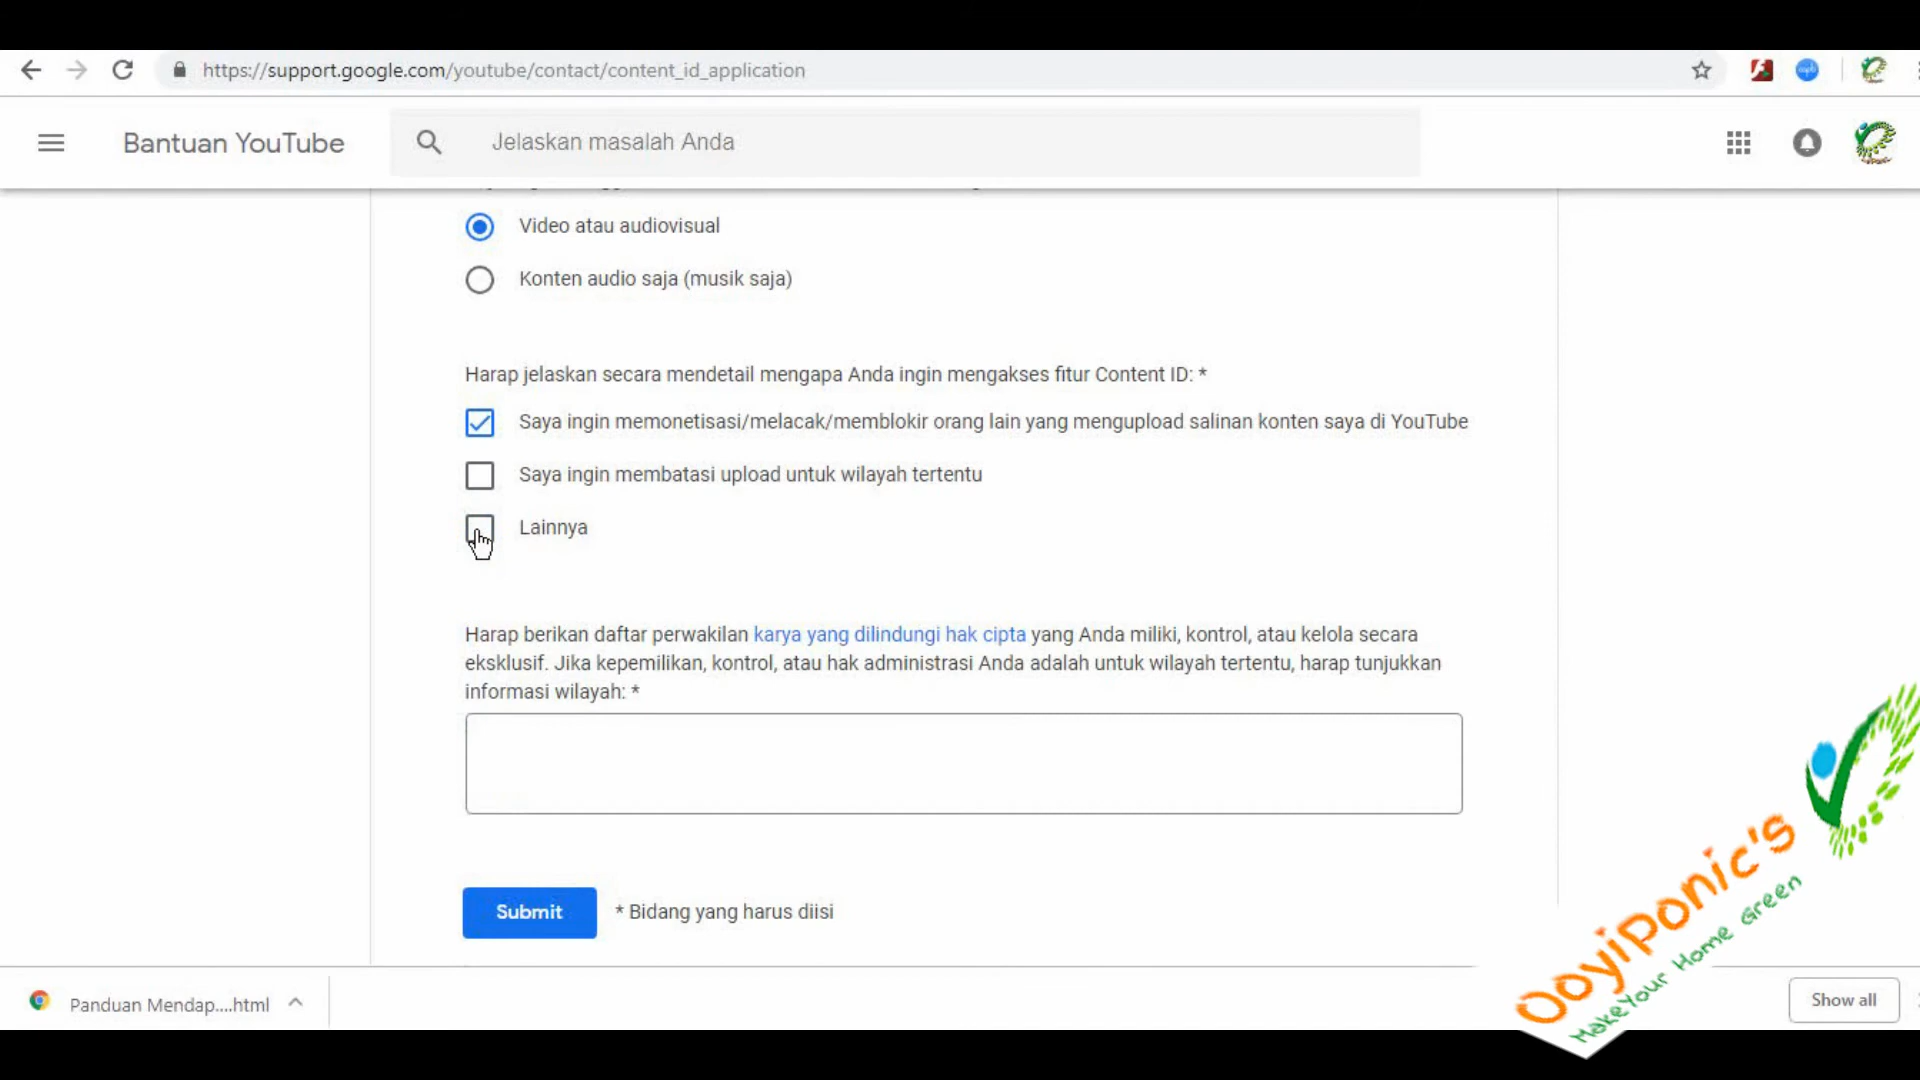 https://support.google.com/youtube/contact/content_id_application
Bantuan YouTube
Jelaskan masalah Anda
Video atau audiovisual
Konten audio saja (musik saja)
Harap jelaskan secara mendetail mengapa Anda ingin mengakses fitur Content ID: *
Saya ingin memonetisasi/melacak/memblokir orang lain yang mengupload salinan konten saya di YouTube
Saya ingin membatasi upload untuk wilayah tertentu
Lainnya
Harap berikan daftar perwakilan karya yang dilindungi hak cipta yang Anda miliki, kontrol, atau kelola secara
eksklusif. Jika kepemilikan, kontrol, atau hak administrasi Anda adalah untuk wilayah tertentu, harap tunjukkan
informasi wilayah: *
Submit
* Bidang yang harus diisi
Panduan Mendap....html
Show all
Ooyiponic's
Make Your Home Green